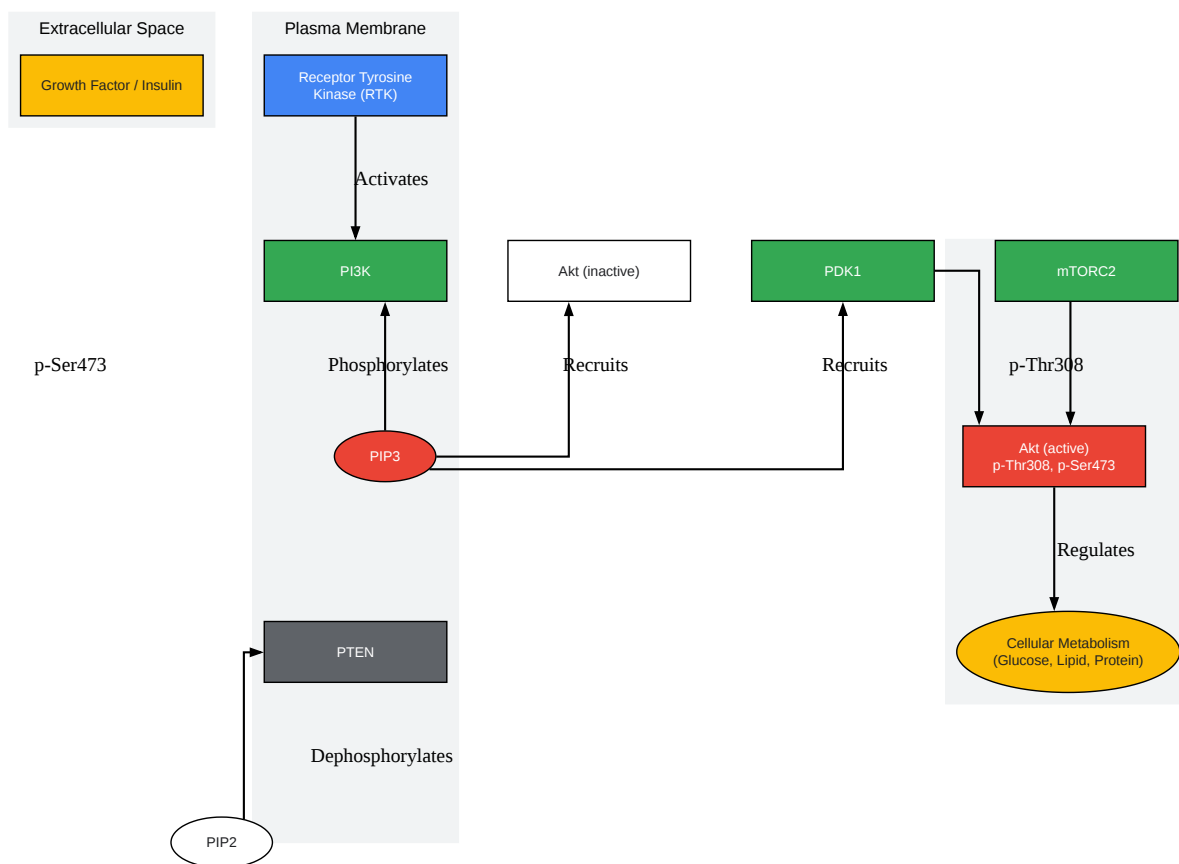 Extracellular Space
Plasma Membrane
Growth Factor / Insulin
Receptor Tyrosine
Kinase (RTK)
Activates
PI3K
Akt (inactive)
PDK1
mTORC2
p-Ser473
Phosphorylates
Recruits
Recruits
p-Thr308
PIP3
Akt (active)
p-Thr308, p-Ser473
Regulates
PTEN
Cellular Metabolism
(Glucose, Lipid, Protein)
Dephosphorylates
PIP2